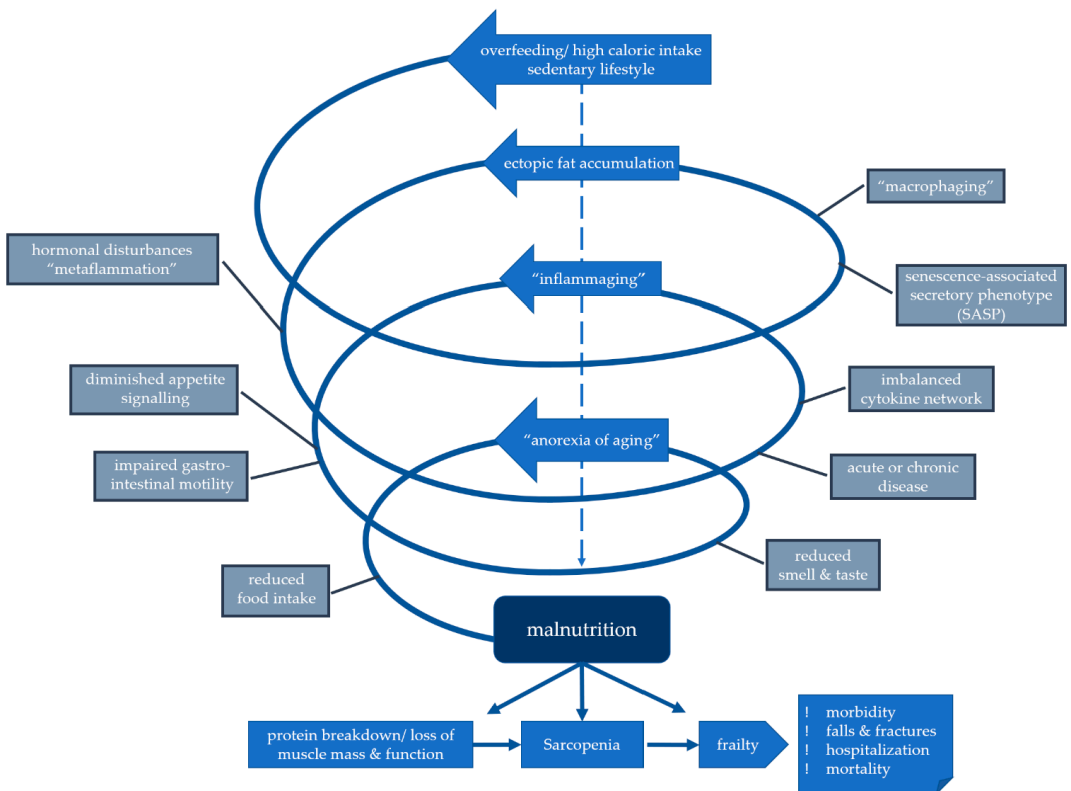 overfeeding/ high caloric intake
sedentary lifestyle
ectopic fat accumulation
"macrophaging"
hormonal disturbances
"metaflammation"
"inflammaging"
senescence-associated
secretory phenotype
(SASP)
diminished appetite
signalling
imbalanced
cytokine network
"anorexia of aging"
impaired gastro-
intestinal motility
acute or chronic
disease
reduced
smell & taste
reduced
food intake
malnutrition
protein breakdown/ loss of
muscle mass & function
Sarcopenia
frailty
! morbidity
! falls & fractures
! hospitalization
! mortality